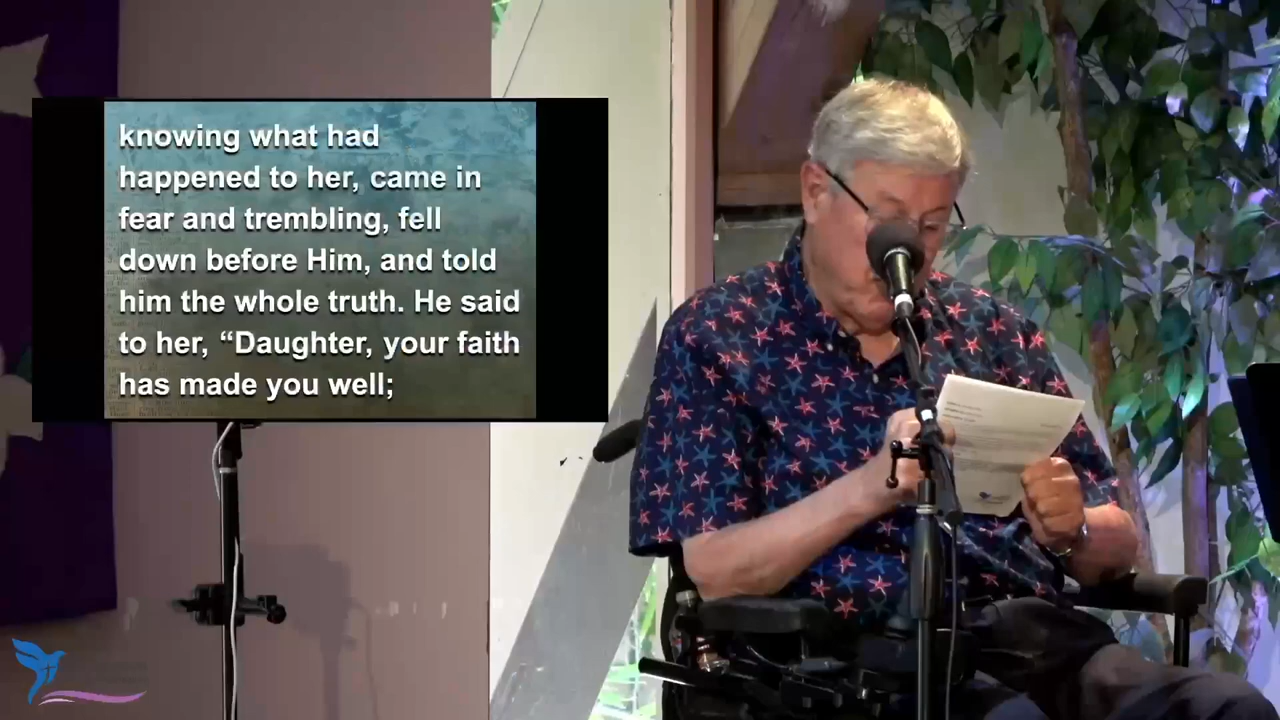 knowing what had
happened to her, came in
fear and trembling, fell
down before Him, and told
him the whole truth. He said
to her, “Daughter, your faith
has made you well;